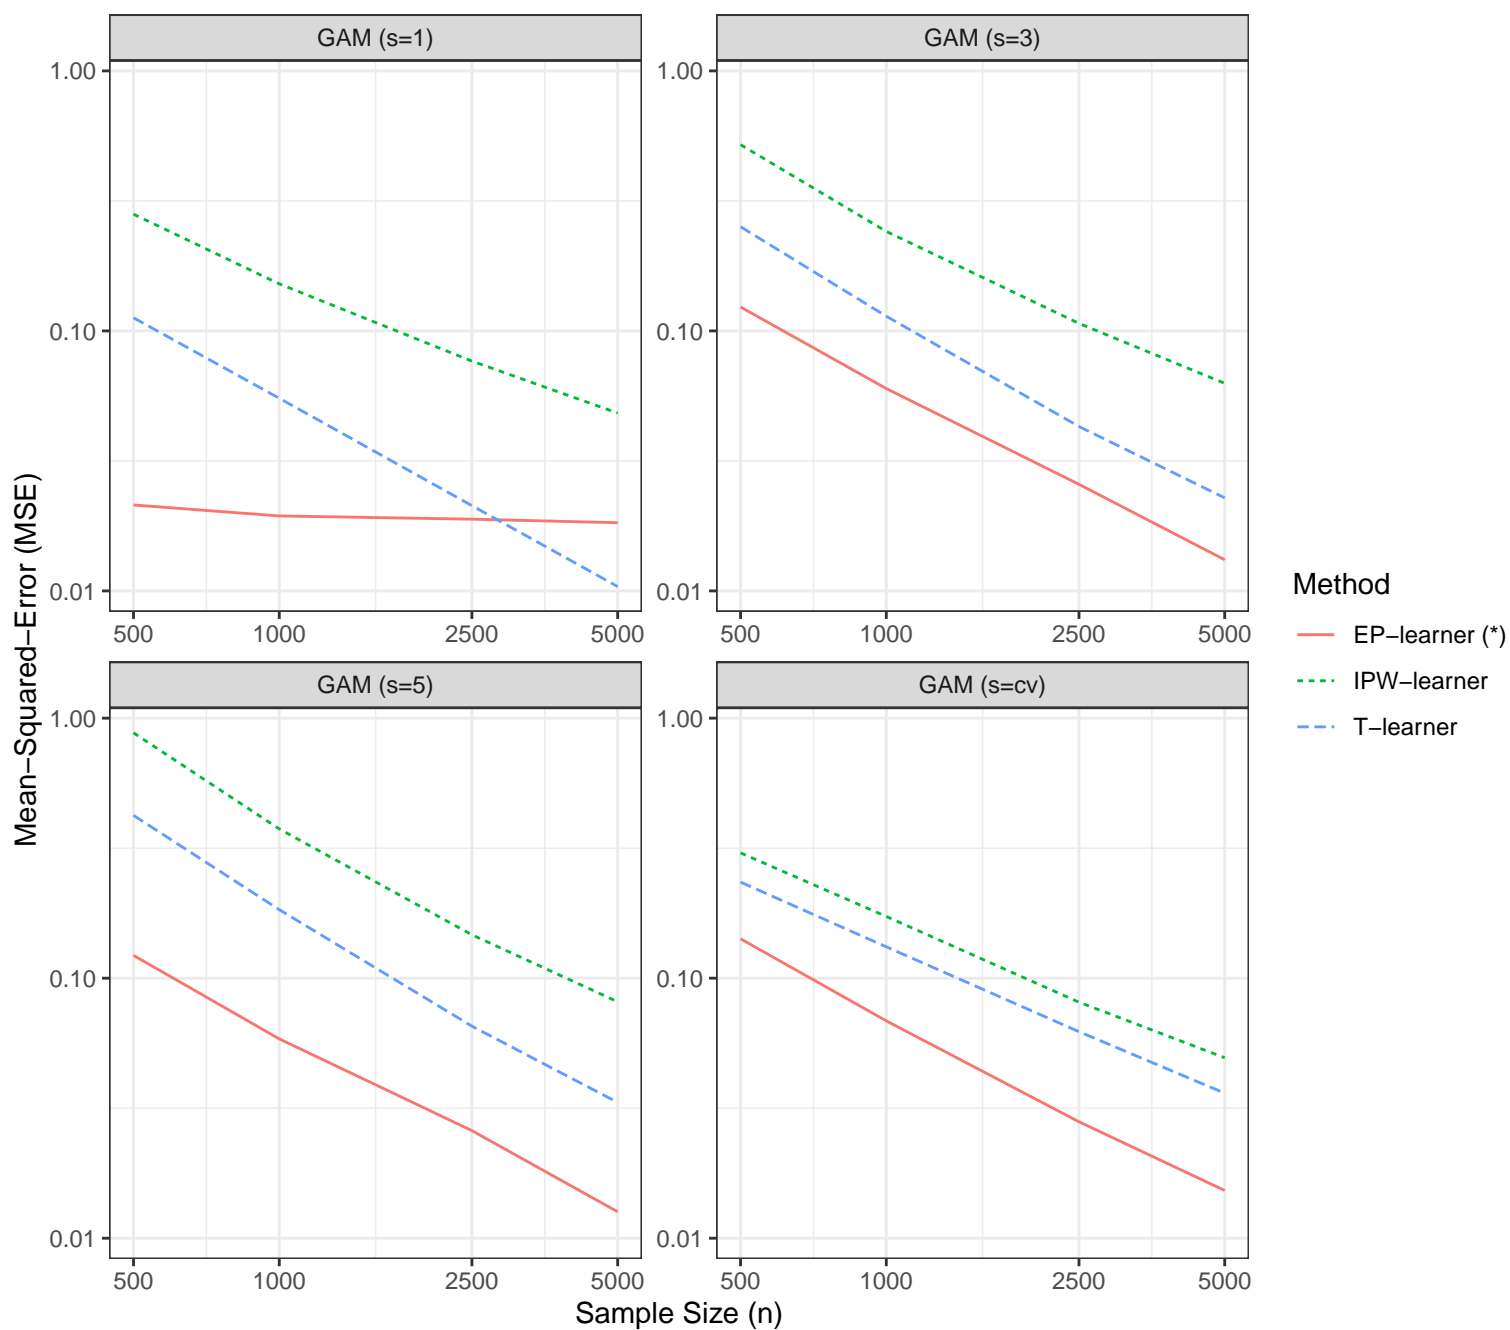 GAM (s=1)
GAM (s=3)
1.00
0.10
0.01
500 1000 2500 5000
1.00
0.10
0.01
500 1000 2500 5000
GAM (s=5)
GAM (s=cv)
1.00
0.10
0.01
500 1000 2500 5000
1.00
0.10
0.01
500 1000 2500 5000
Mean−Squared−Error (MSE)
Sample Size (n)
Method
EP−learner (*)
IPW−learner
T−learner